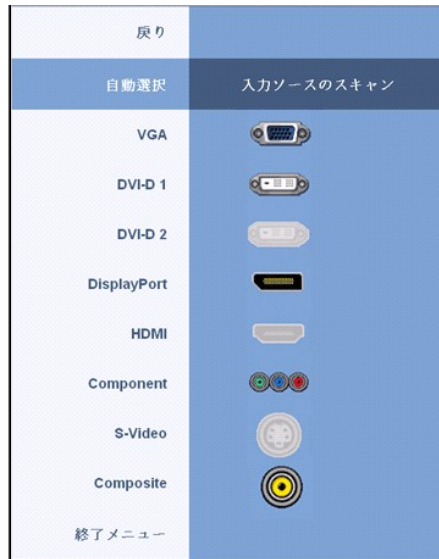 戻り
自動選択 入力ソースのスキャン
VGA
DVI-D 1
DVI-D 2
DisplayPort
HDMI
Component
S-Video
Composite
終了メニュー